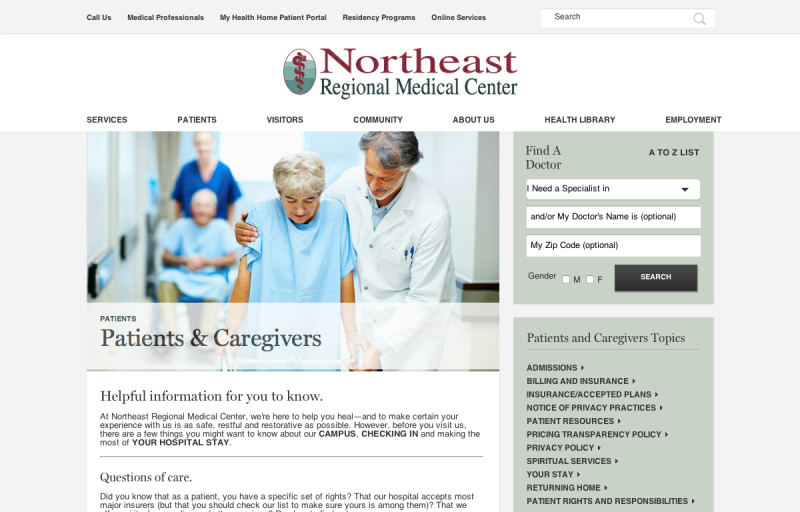 Call Us Medical Professionals My Health Home Patient Portal Residency Programs Online Services Search
Northeast
Regional Medical Center
SERVICES PATIENTS VISITORS COMMUNITY ABOUT US HEALTH LIBRARY EMPLOYMENT
PATIENTS
Patients & Caregivers
Helpful information for you to know.
At Northeast Regional Medical Center, we're here to help you heal—and to make certain your
experience with us is as safe, restful and restorative as possible. However, before you visit us,
there are a few things you might want to know about our CAMPUS, CHECKING IN and making the
most of YOUR HOSPITAL STAY.
Questions of care.
Did you know that as a patient, you have a specific set of rights? That our hospital accepts most
major insurers (but that you should check our list to make sure yours is among them)? That we
Find A
Doctor
A TO Z LIST
I Need a Specialist in
and/or My Doctor's Name is (optional)
My Zip Code (optional)
Gender M F SEARCH
Patients and Caregivers Topics
ADMISSIONS
BILLING AND INSURANCE
INSURANCE/ACCEPTED PLANS
NOTICE OF PRIVACY PRACTICES
PATIENT RESOURCES
PRICING TRANSPARENCY POLICY
PRIVACY POLICY
SPIRITUAL SERVICES
YOUR STAY
RETURNING HOME
PATIENT RIGHTS AND RESPONSIBILITIES